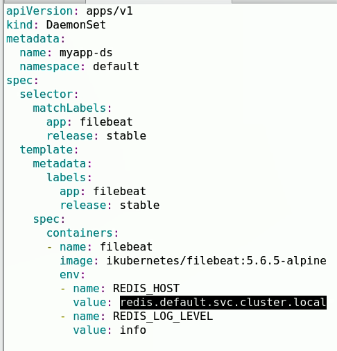 apiVersion: apps/v1
kind: DaemonSet
metadata:
  name: myapp-ds
  namespace: default
spec:
  selector:
    matchLabels:
      app: filebeat
      release: stable
  template:
    metadata:
      labels:
        app: filebeat
        release: stable
    spec:
      containers:
      - name: filebeat
        image: ikubernetes/filebeat:5.6.5-alpine
        env:
        - name: REDIS_HOST
          value: redis.default.svc.cluster.local
        - name: REDIS_LOG_LEVEL
          value: info